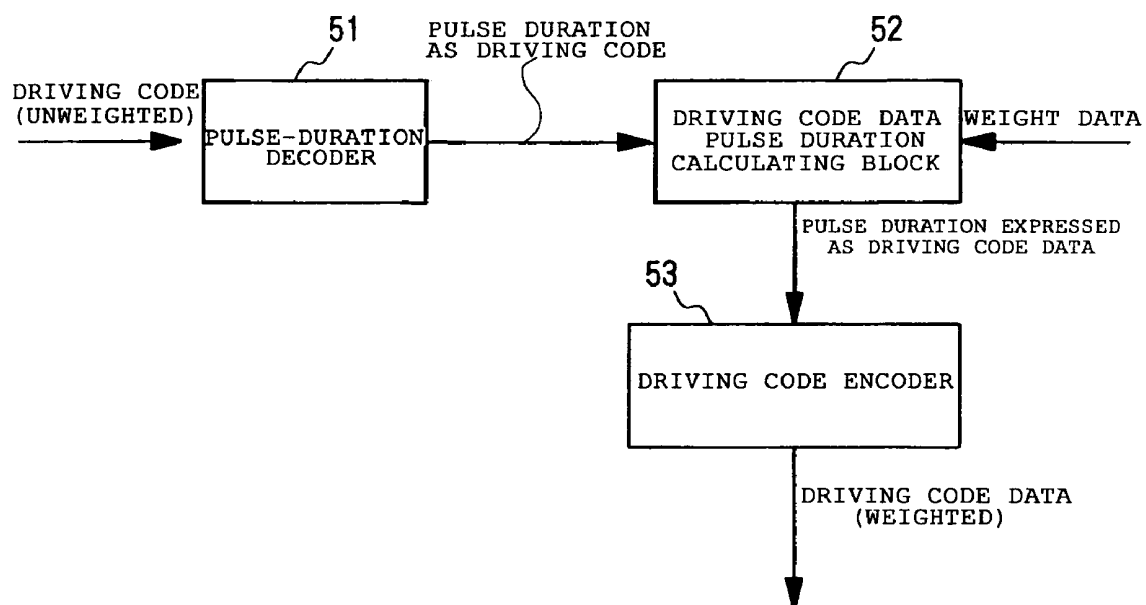 51
PULSE DURATION
AS DRIVING CODE
52
DRIVING CODE
(UNWEIGHTED)
PULSE-DURATION
DECODER
DRIVING CODE DATA
PULSE DURATION
CALCULATING BLOCK
WEIGHT DATA
PULSE DURATION EXPRESSED
AS DRIVING CODE DATA
53
DRIVING CODE ENCODER
DRIVING CODE DATA
(WEIGHTED)